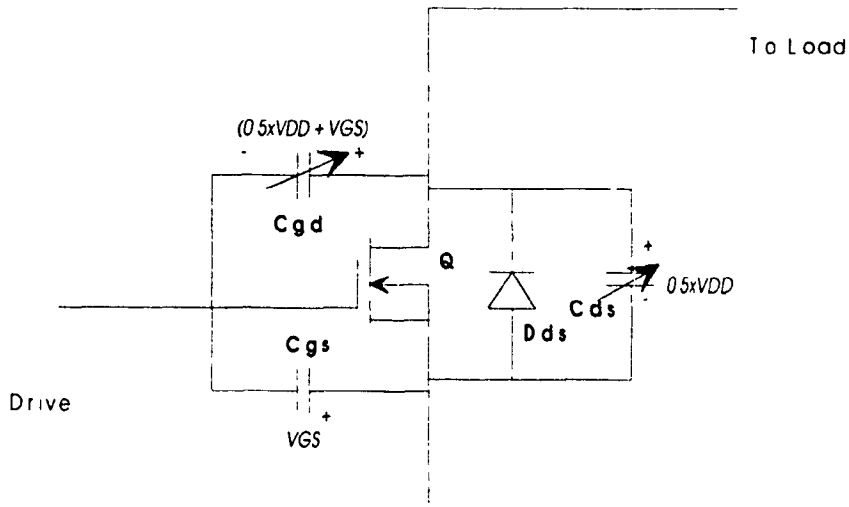 To Load
(0 5xVDD + VGS)
- +
Cgd
Q
+
0 5xVDD
-
Cds
Dds
Cgs
+
VGS
Drive